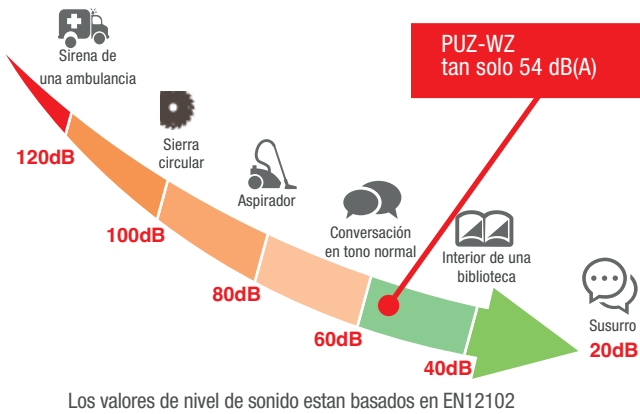 PUZ-WZ
tan solo 54 dB(A)
Sirena de
una ambulancia
120dB
Sierra
circular
100dB
Aspirador
80dB
Conversación
en tono normal
60dB
Interior de una
biblioteca
40dB
Susurro
20dB
Los valores de nivel de sonido estan basados en EN12102